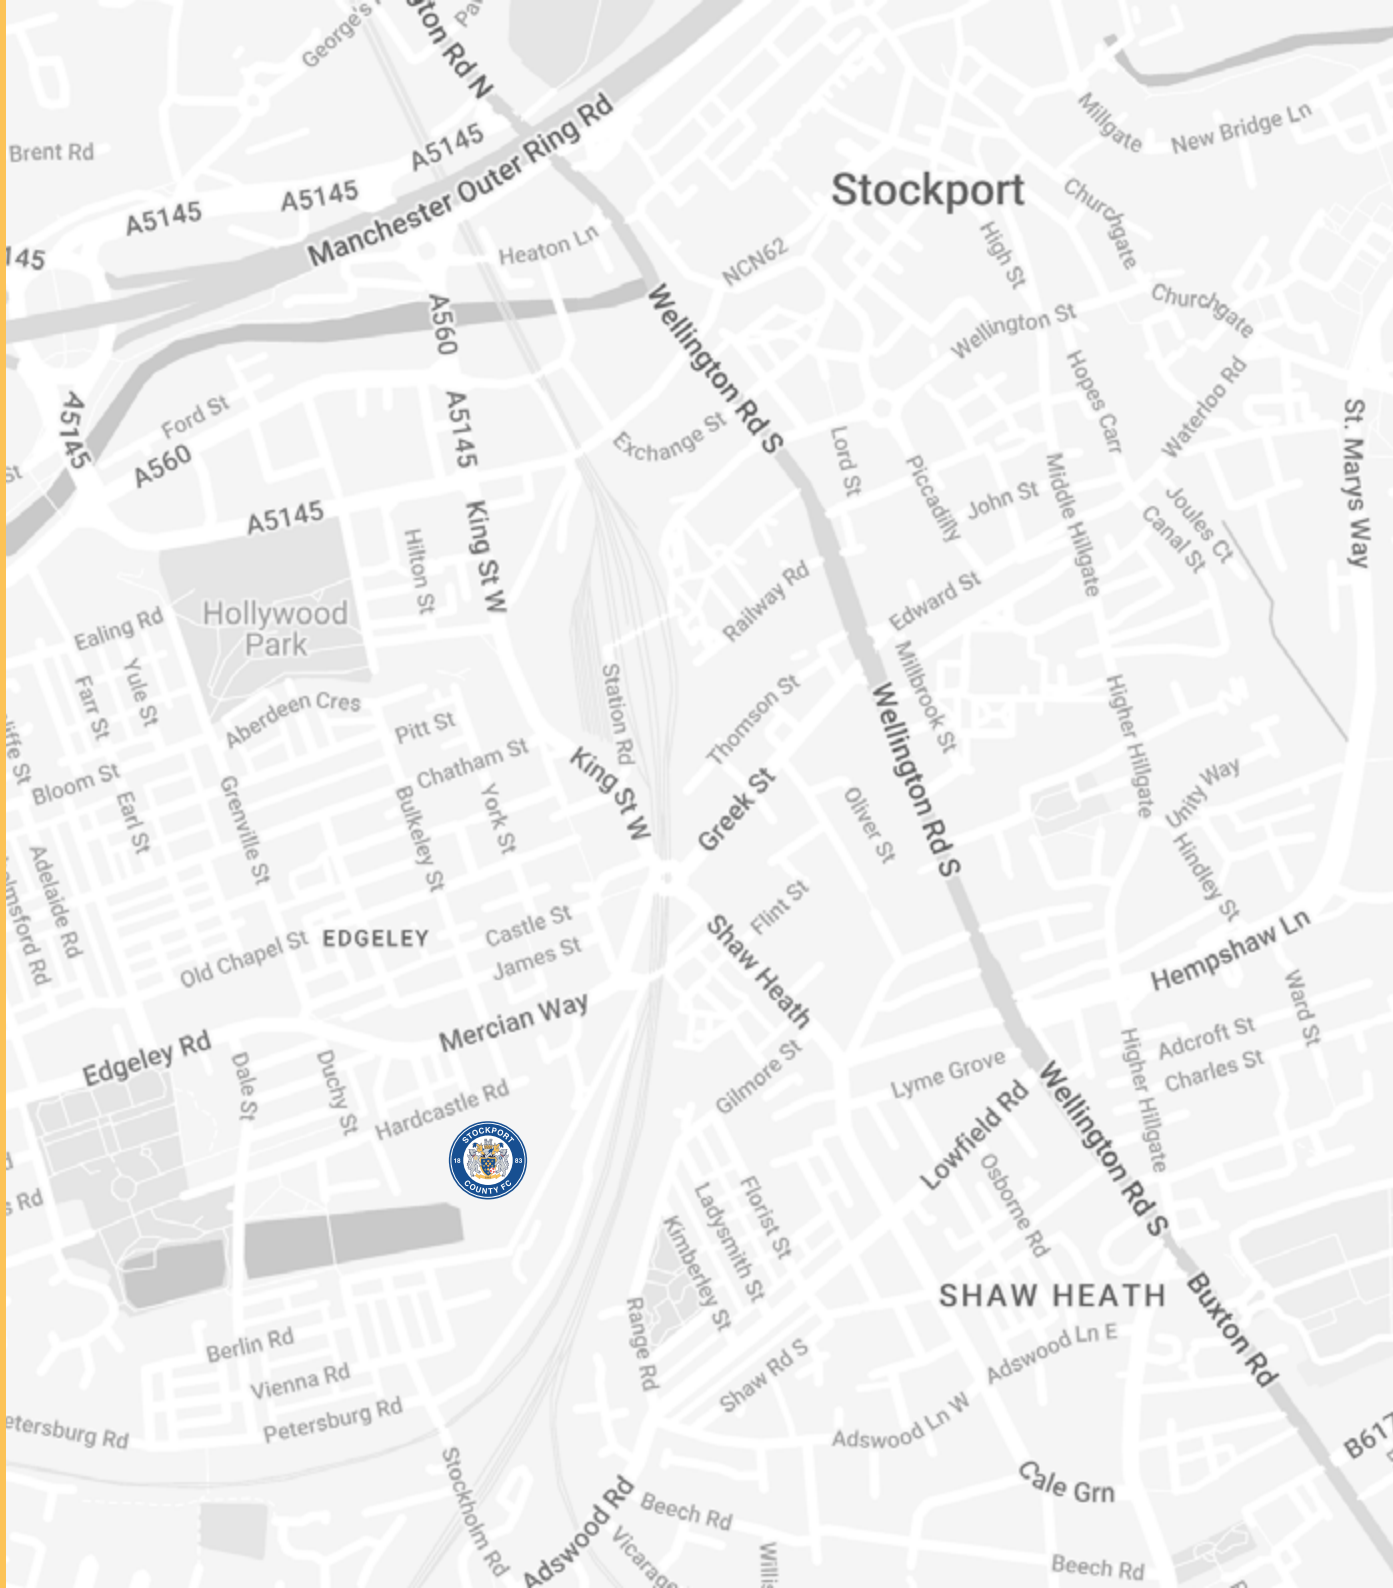 George's
Rd N
Brent Rd
A5145
A5145
A5145
145
Manchester Outer Ring Rd
Stockport
Millgate
New Bridge Ln
Churchgate
High St
Heaton Ln
NCN62
Wellington St
Churchgate
A560
Wellington Rd S
Hopes Carr
Waterloo Rd
St. Marys Way
A5145
Ford St
A560
A5145
Exchange St
Lord St
Piccadilly
John St
Middle Hillgate
Joules Ct
Canal St
St
A5145
King St W
Hilton St
Hollywood
Park
Ealing Rd
Yule St
Farr St
Railway Rd
Edward St
Millbrook St
Station Rd
Thomson St
Wellington Rd S
Higher Hillgate
Aberdeen Cres
Pitt St
Chatham St
King St W
Greek St
Oliver St
Unity Way
Hindley St
Bloom St
Earl St
Grenville St
Bulkeley St
York St
Adelaide Rd
Flint St
Shaw Heath
Hempshaw Ln
Old Chapel St
EDGELEY
Castle St
James St
Mercian Way
Ward St
Adcroft St
Charles St
Higher Hillgate
Edgeley Rd
Dale St
Duchy St
Hardcastle Rd
Gilmore St
Lyme Grove
Lowfield Rd
Wellington Rd S
Osborne Rd
STOCKPORT
18 83
COUNTY FC
Rd
Florist St
Ladysmith St
Kimberley St
Range Rd
SHAW HEATH
Buxton Rd
Adswood Ln E
Berlin Rd
Vienna Rd
Petersburg Rd
etersburg Rd
Shaw Rd S
Adswood Ln W
B617
Stockholm Rd
Cale Grn
Adswood Rd
Beech Rd
Beech Rd